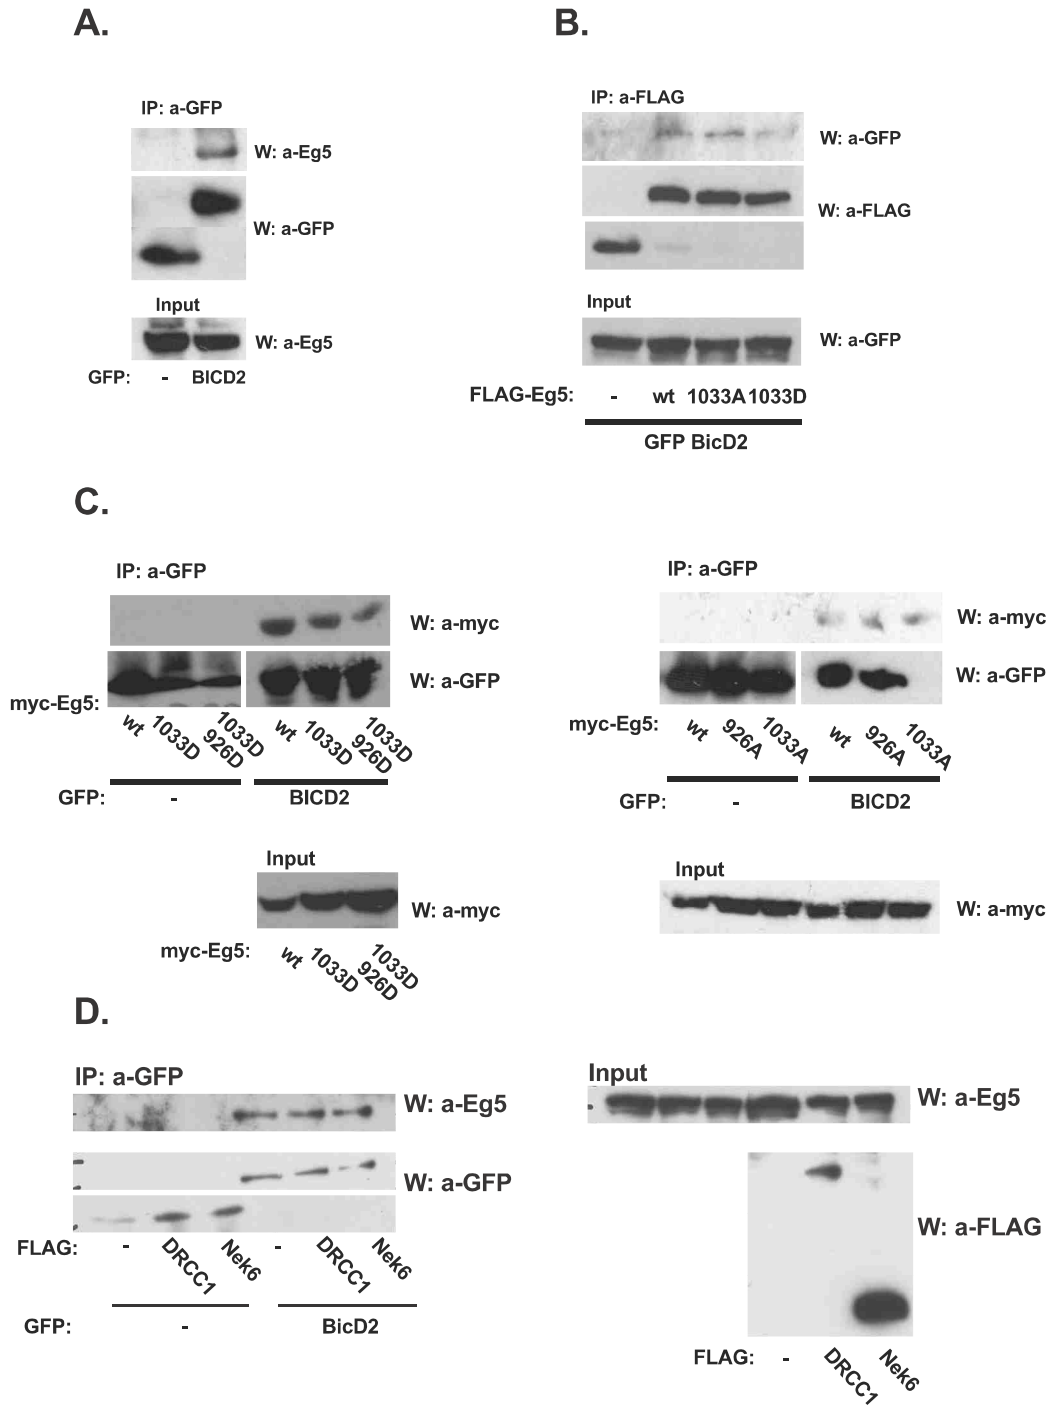 A.
IP: a-GFP
W: a-Eg5
W: a-GFP
Input
W: a-Eg5
GFP: - BICD2
B.
IP: a-FLAG
W: a-GFP
W: a-FLAG
Input
W: a-GFP
FLAG-Eg5: - wt 1033A 1033D
GFP BicD2
C.
IP: a-GFP
W: a-myc
W: a-GFP
myc-Eg5:
wt 1033D 1033D 926D wt 1033D 1033D 926D
GFP: - BICD2
Input
W: a-myc
myc-Eg5:
wt 1033D 1033D 926D
IP: a-GFP
W: a-myc
W: a-GFP
myc-Eg5:
wt 926A 1033A wt 926A 1033A
GFP: - BICD2
Input
W: a-myc
D.
IP: a-GFP
W: a-Eg5
W: a-GFP
FLAG: - DRCC1 Nek6 - DRCC1 Nek6
GFP: - BicD2
Input
W: a-Eg5
W: a-FLAG
FLAG: - DRCC1 Nek6